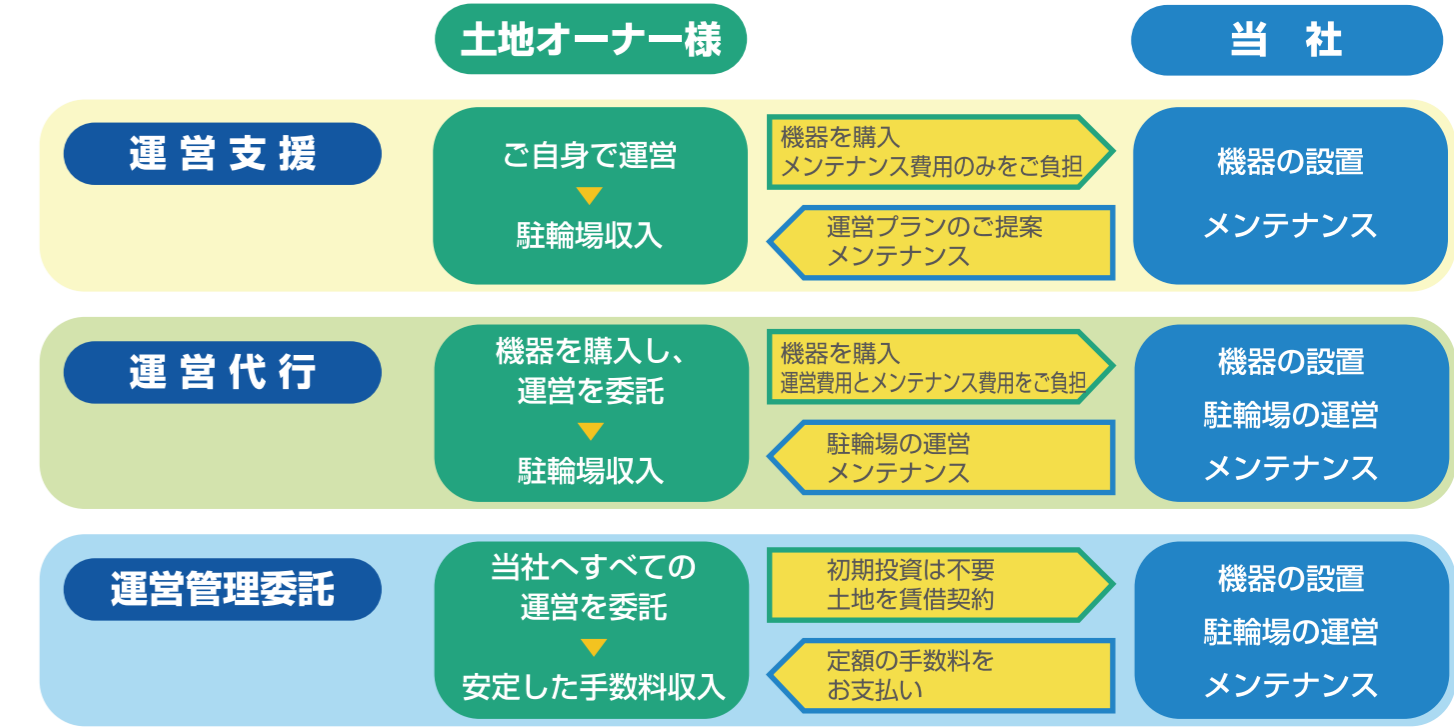 土地オーナー様
当 社
運営支援
ご自身で運営
駐輪場収入
機器を購入
メンテナンス費用のみをご負担
運営プランのご提案
メンテナンス
機器の設置
メンテナンス
運営代行
機器を購入し、
運営を委託
駐輪場収入
機器を購入
運営費用とメンテナンス費用をご負担
駐輪場の運営
メンテナンス
機器の設置
駐輪場の運営
メンテナンス
運営管理委託
当社へすべての
運営を委託
安定した手数料収入
初期投資は不要
土地を賃借契約
定額の手数料を
お支払い
機器の設置
駐輪場の運営
メンテナンス